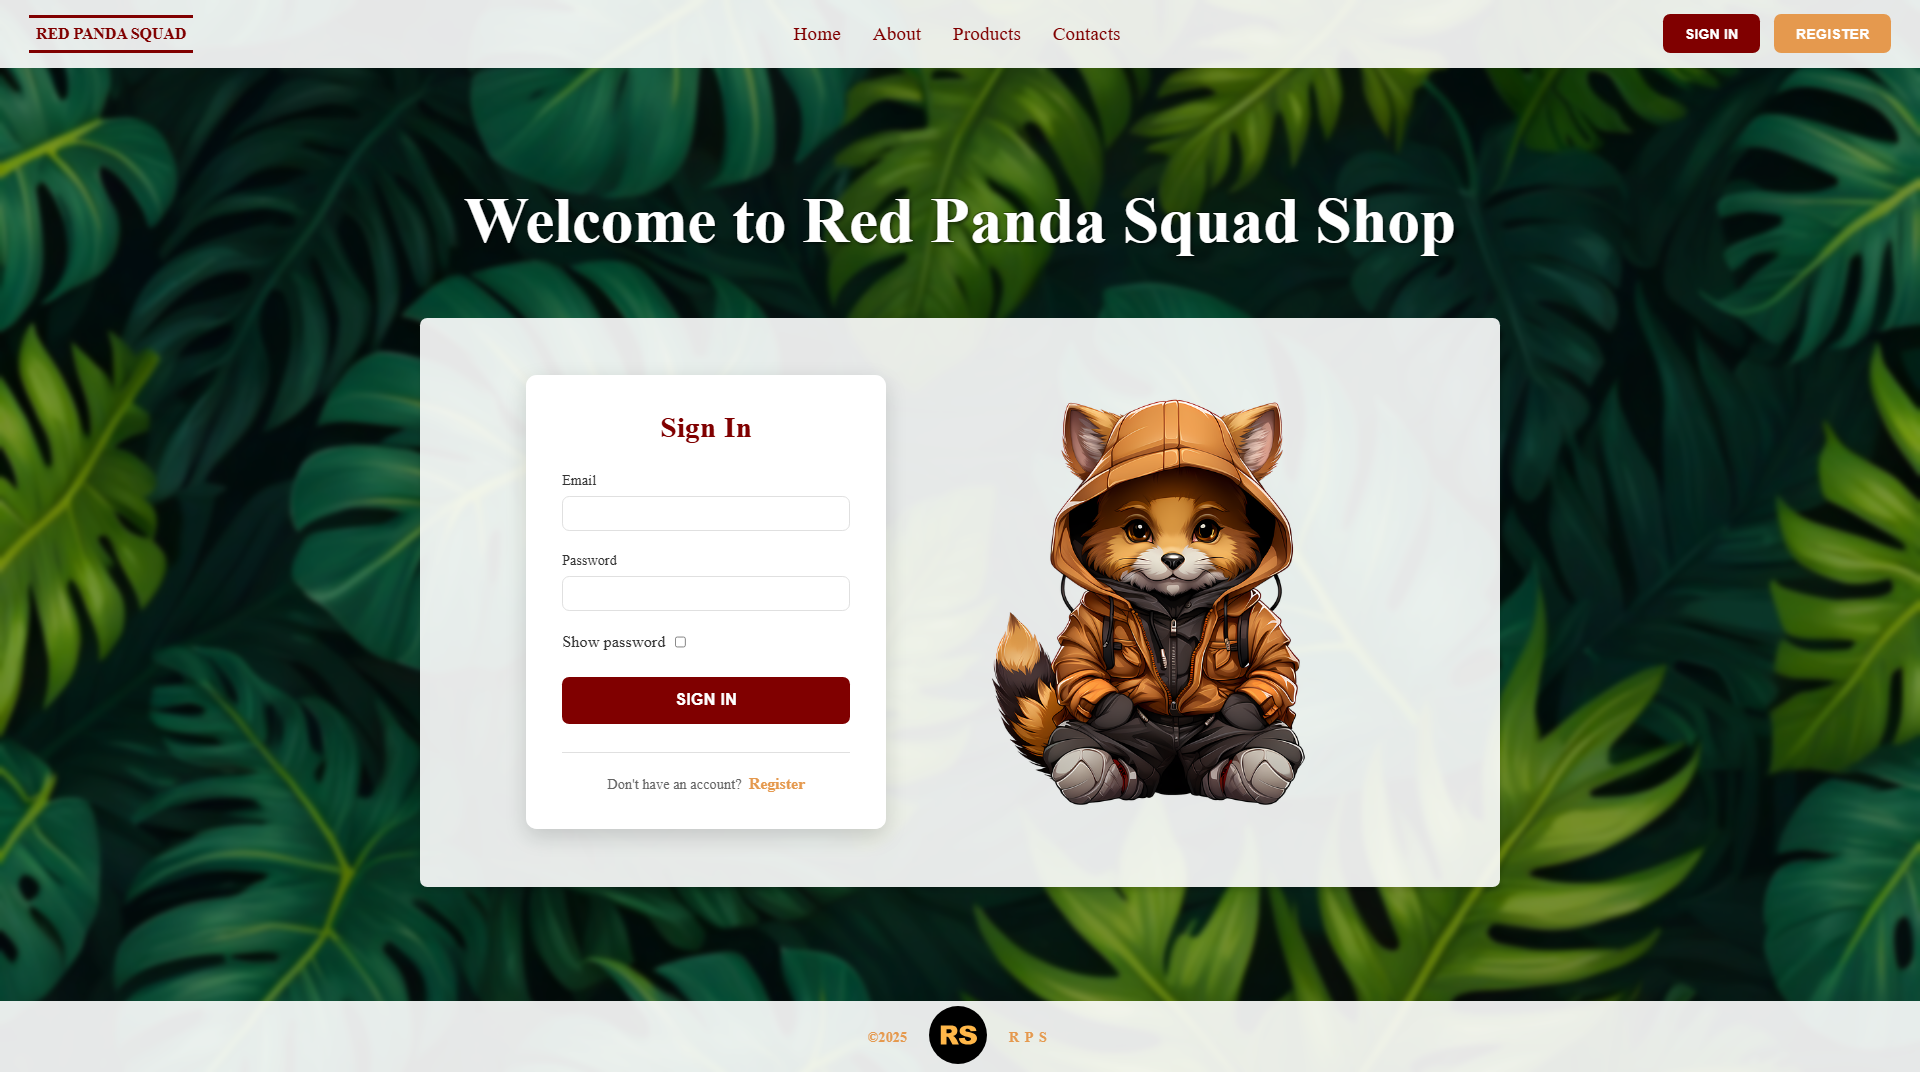 RED PANDA SQUAD
Home About Products Contacts
SIGN IN REGISTER
Welcome to Red Panda Squad Shop
Sign In
Email
Password
Show password
SIGN IN
Don't have an account? Register
©2025 RS R P S